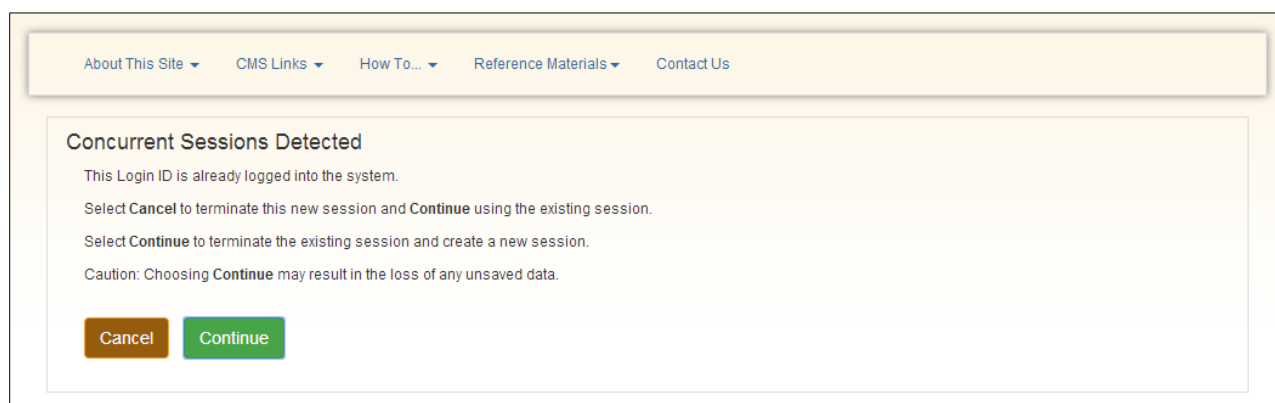 About This Site CMS Links How To... Reference Materials Contact Us
Concurrent Sessions Detected
This Login ID is already logged into the system.
Select Cancel to terminate this new session and Continue using the existing session.
Select Continue to terminate the existing session and create a new session.
Caution: Choosing Continue may result in the loss of any unsaved data.
Cancel Continue